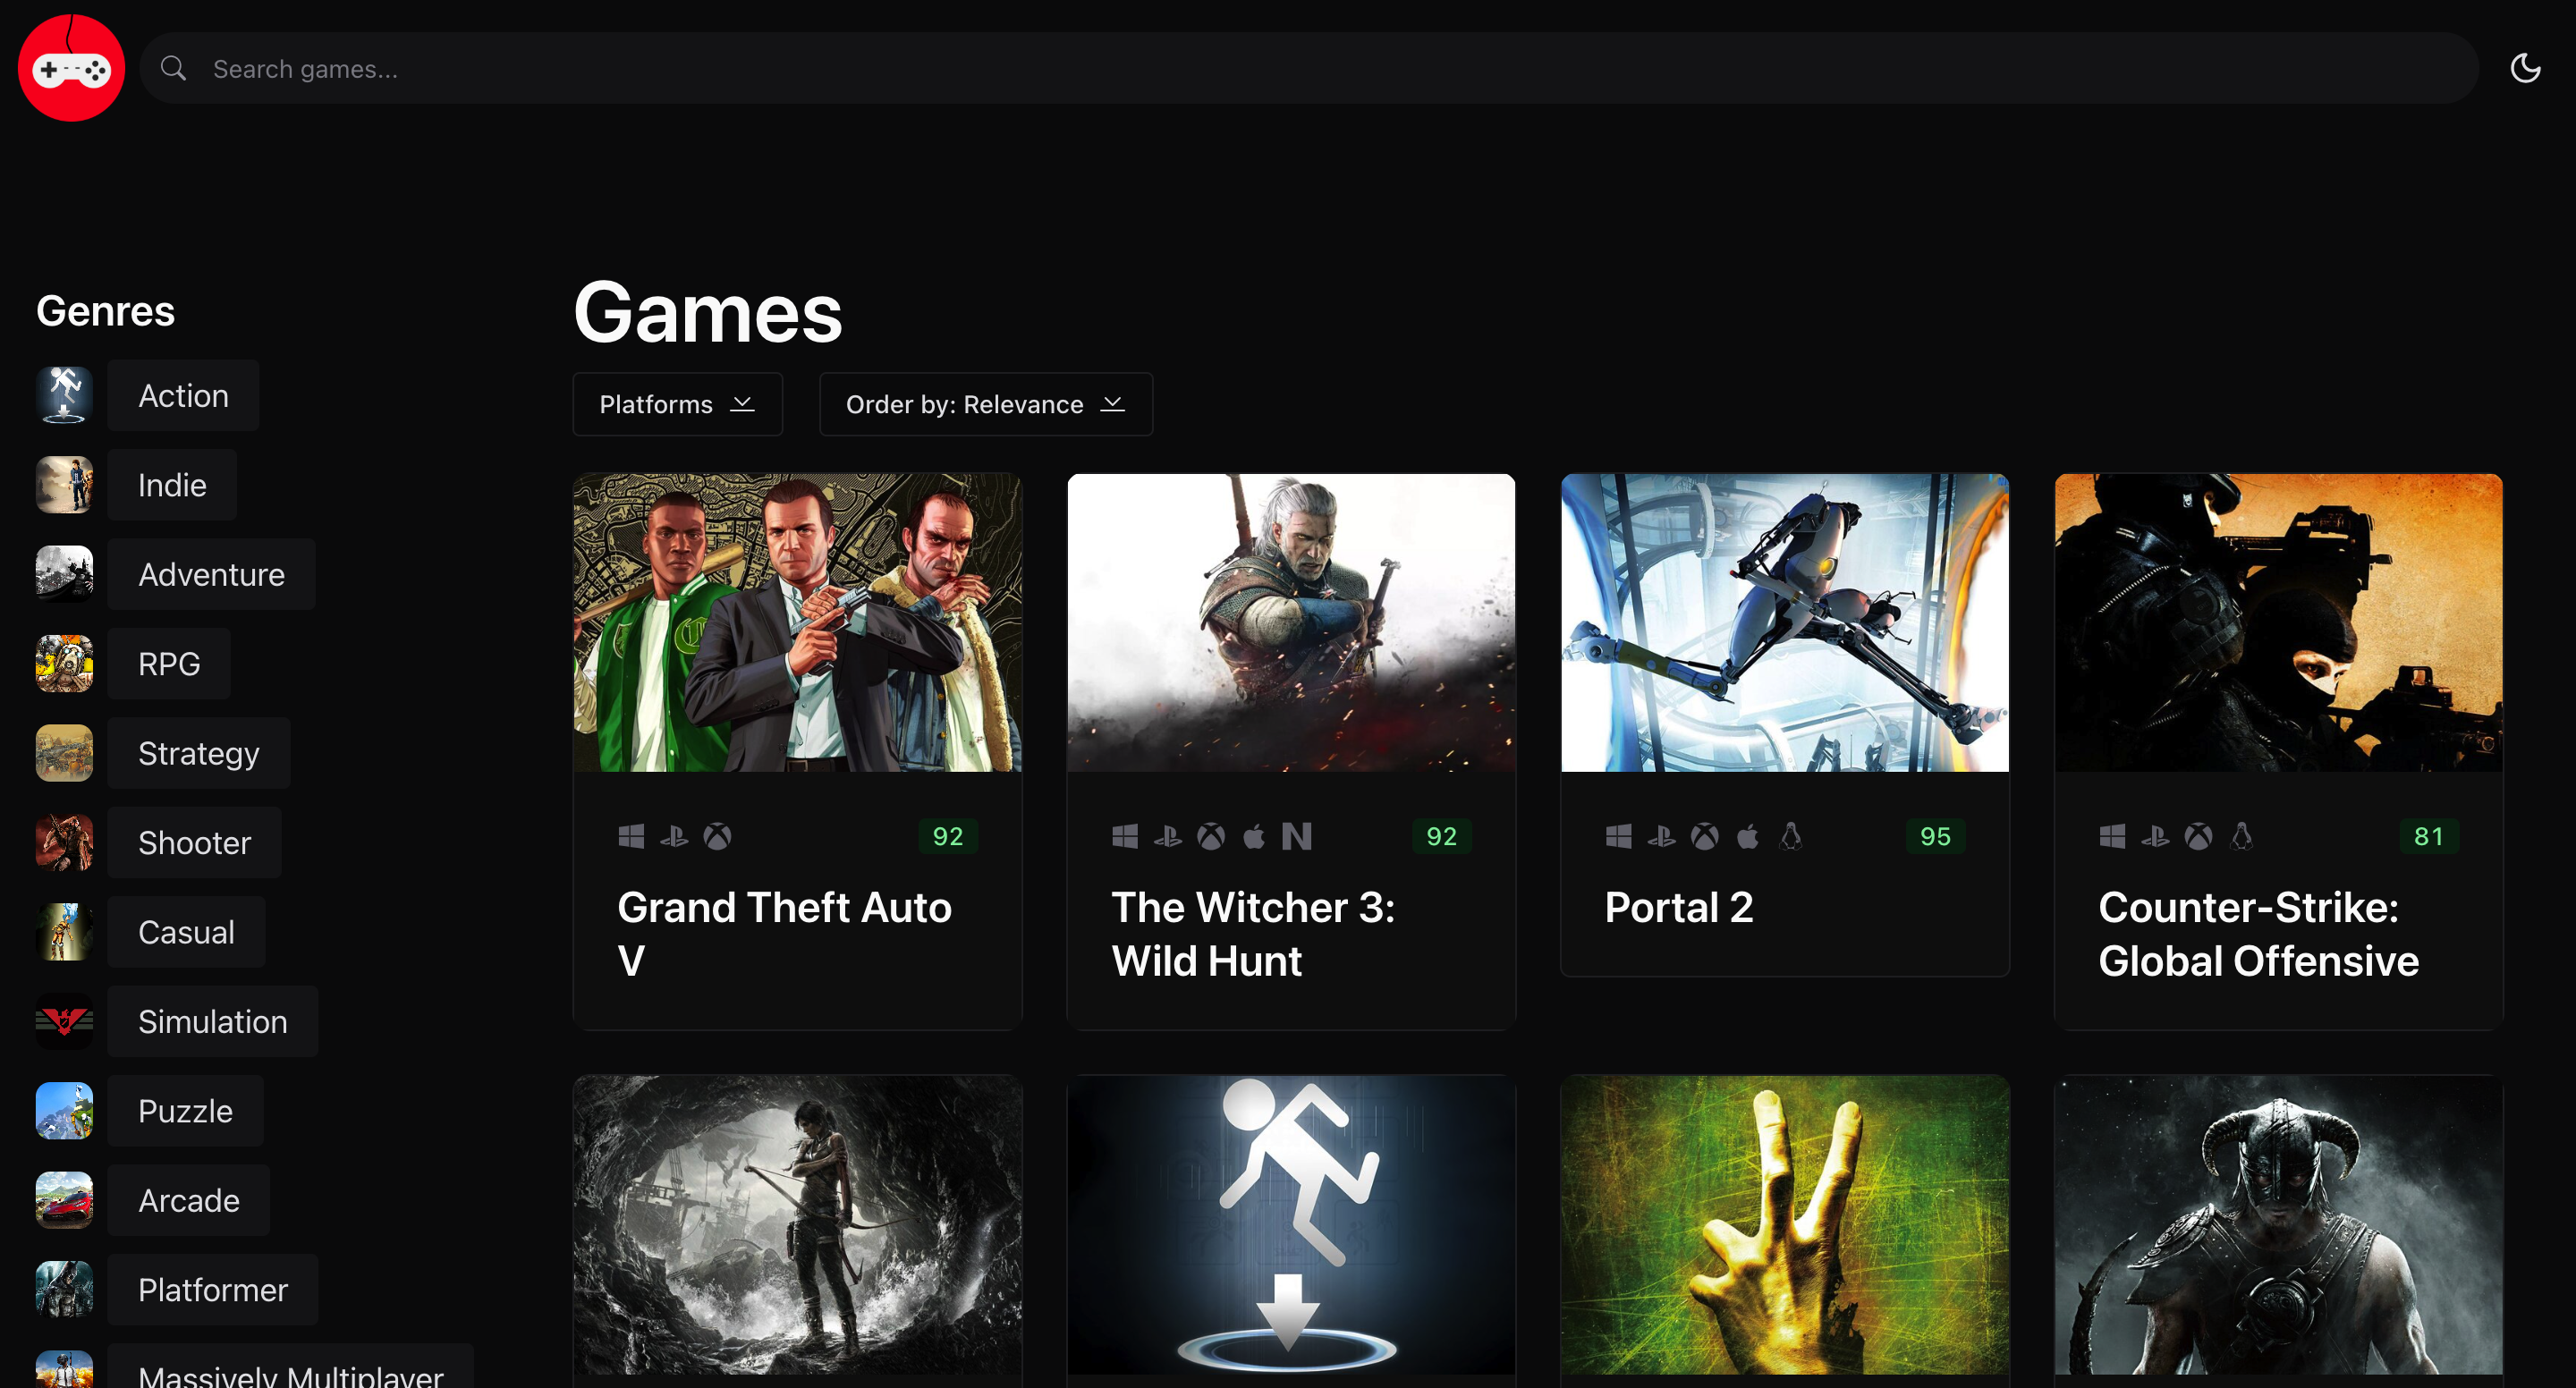 Search games...
Genres
Action
Indie
Adventure
RPG
Strategy
Shooter
Casual
Simulation
Puzzle
Arcade
Platformer
Massively Multiplayer
Games
Platforms
Order by: Relevance
92
Grand Theft Auto
V
92
The Witcher 3:
Wild Hunt
95
Portal 2
81
Counter-Strike:
Global Offensive